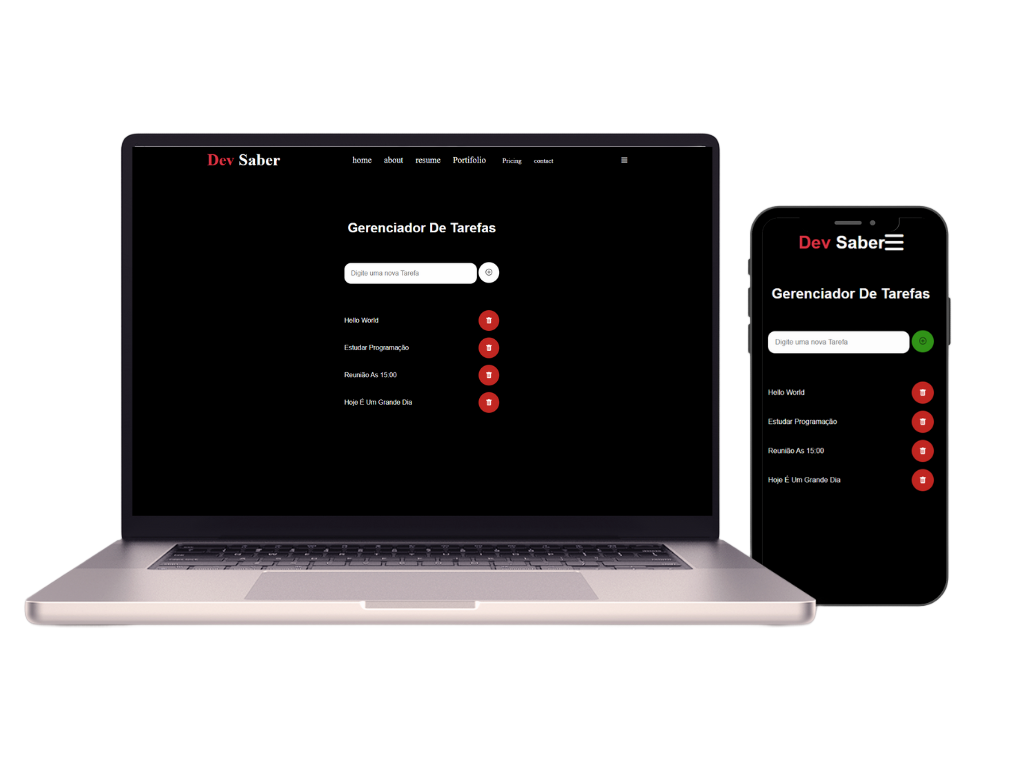 Dev Saber
home about resume Portifolio Pricing contact
Gerenciador De Tarefas
Digite uma nova Tarefa
Hello World
Estudar Programação
Reunião As 15:00
Hoje É Um Grande Dia
Dev Saber
Gerenciador De Tarefas
Digite uma nova Tarefa
Hello World
Estudar Programação
Reunião As 15:00
Hoje É Um Grande Dia